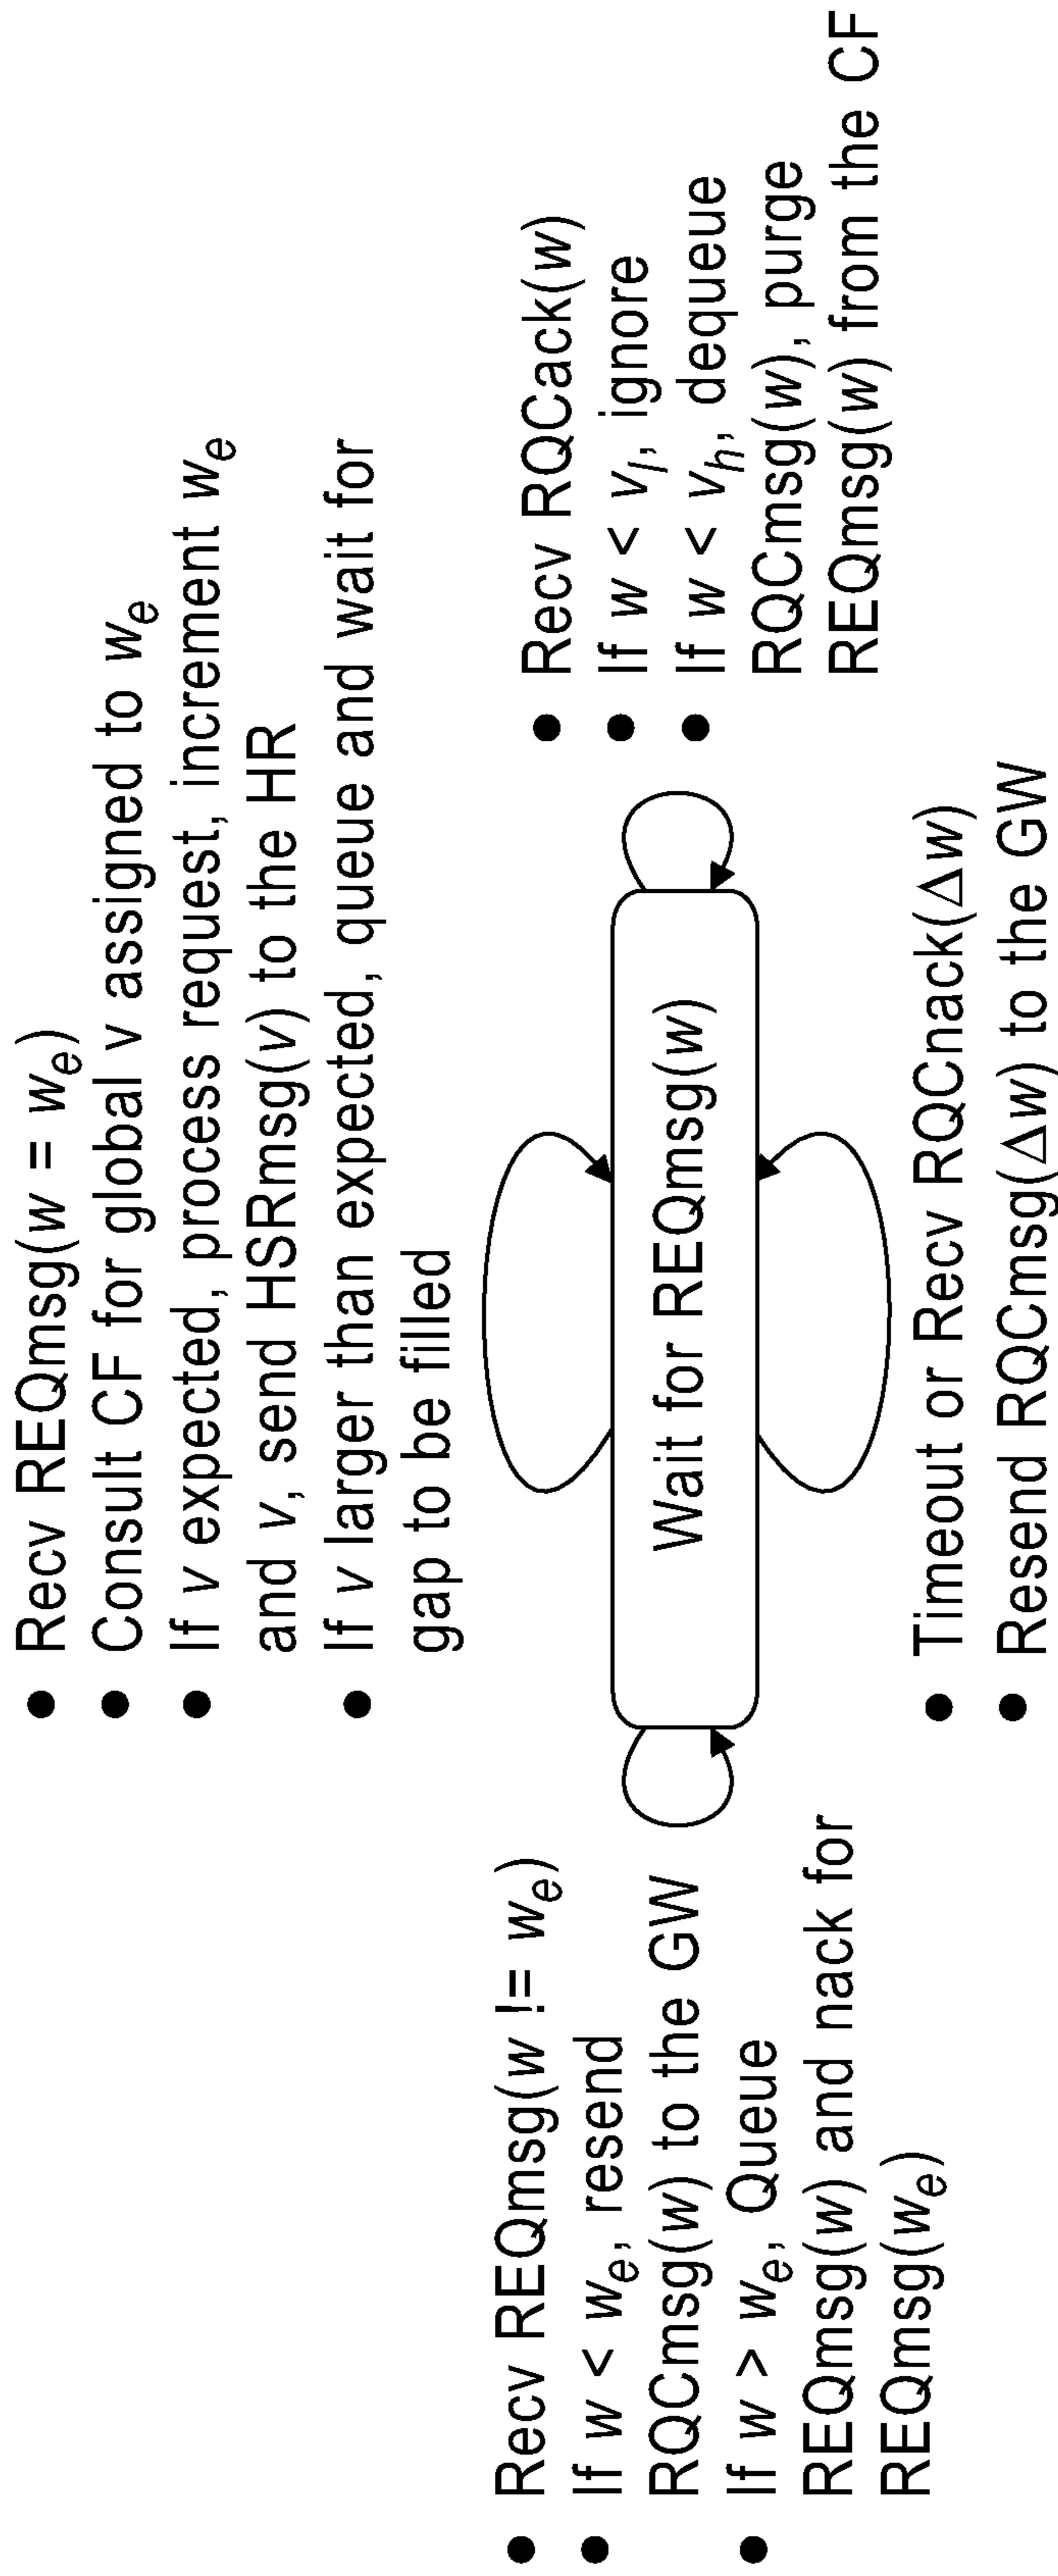 • Recv REQmsg(w = wₑ)
• Consult CF for global v assigned to wₑ
• If v expected, process request, increment wₑ
and v, send HSRmsg(v) to the HR
• If v larger than expected, queue and wait for
gap to be filled
• Recv REQmsg(w != wₑ)
• If w < wₑ, resend
RQCmsg(w) to the GW
• If w > wₑ, Queue
REQmsg(w) and nack for
REQmsg(wₑ)
Wait for REQmsg(w)
• Recv RQCack(w)
• If w < vₗ, ignore
• If w < vₕ, dequeue
RQCmsg(w), purge
REQmsg(w) from the CF
• Timeout or Recv RQCnack(Δw)
• Resend RQCmsg(Δw) to the GW